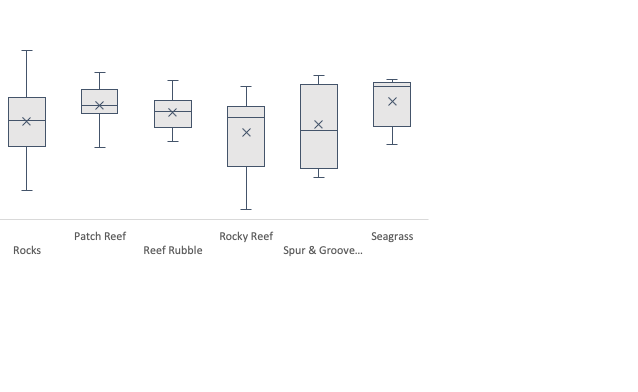 Patch Reef
Rocky Reef
Seagrass
Rocks
Reef Rubble
Spur & Groove...